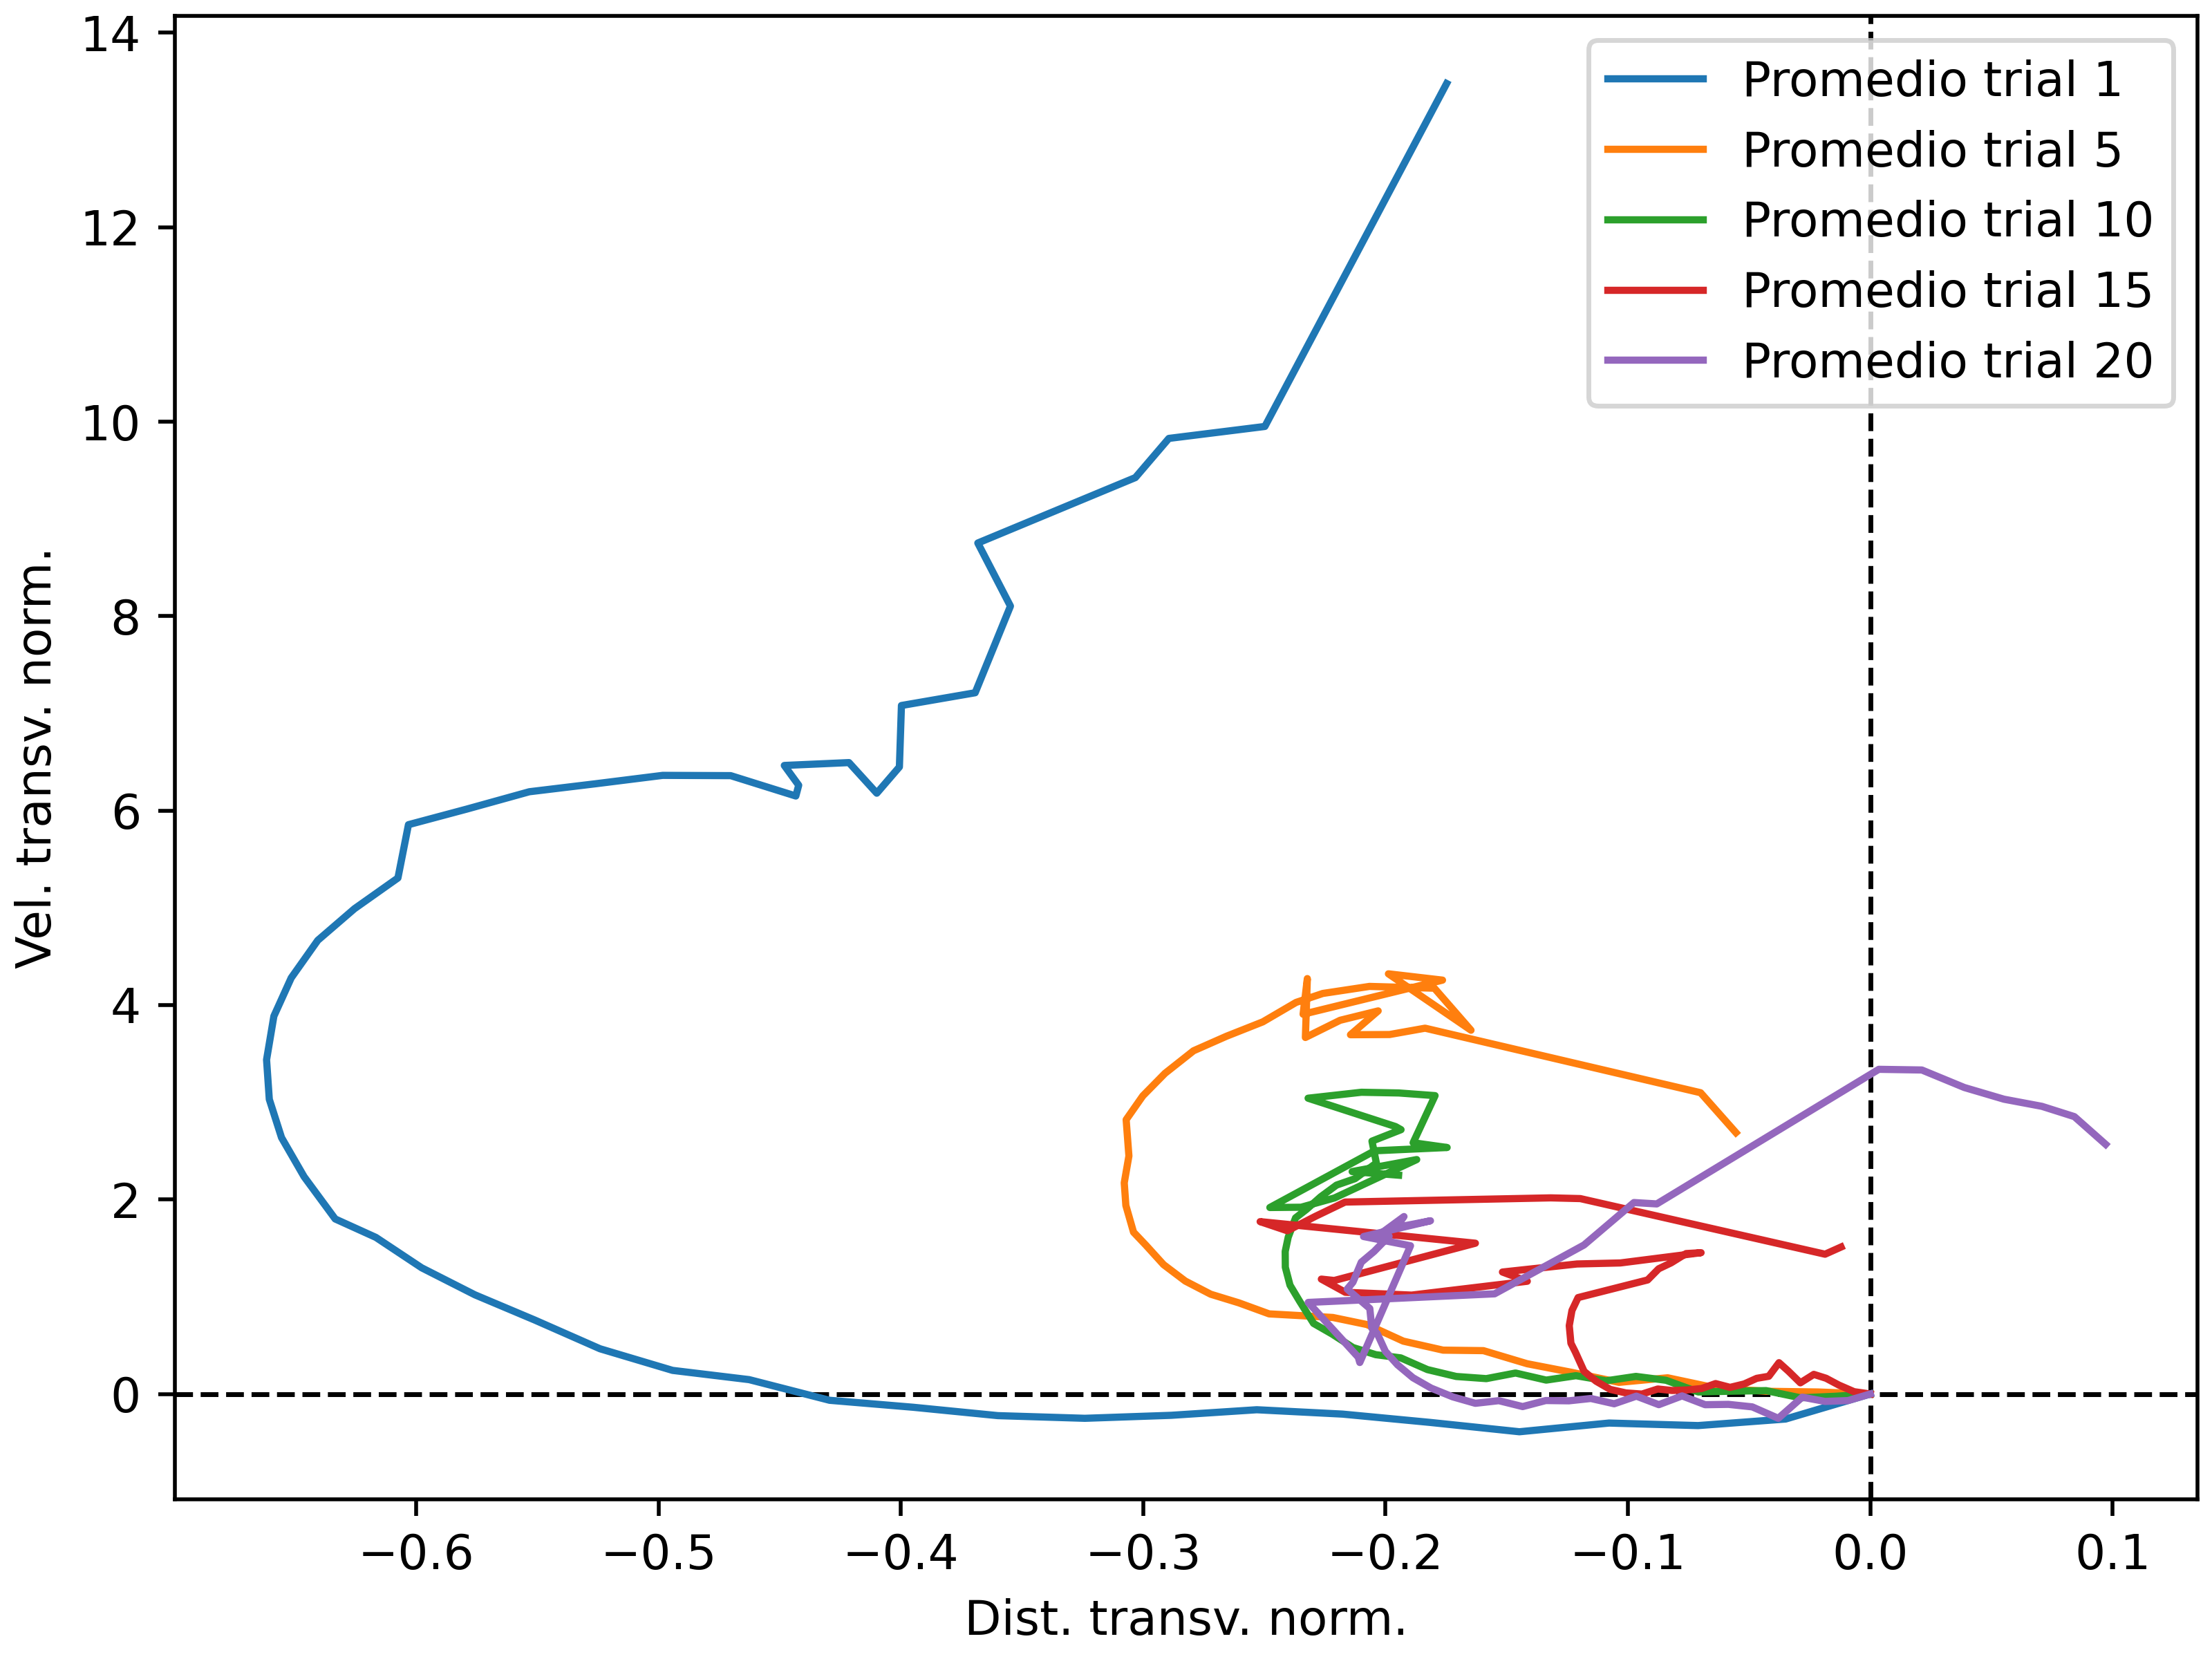 14
12
10
8
6
4
2
0
Vel. transv. norm.
Promedio trial 1
Promedio trial 5
Promedio trial 10
Promedio trial 15
Promedio trial 20
−0.6 −0.5 −0.4 −0.3 −0.2 −0.1 0.0 0.1
Dist. transv. norm.